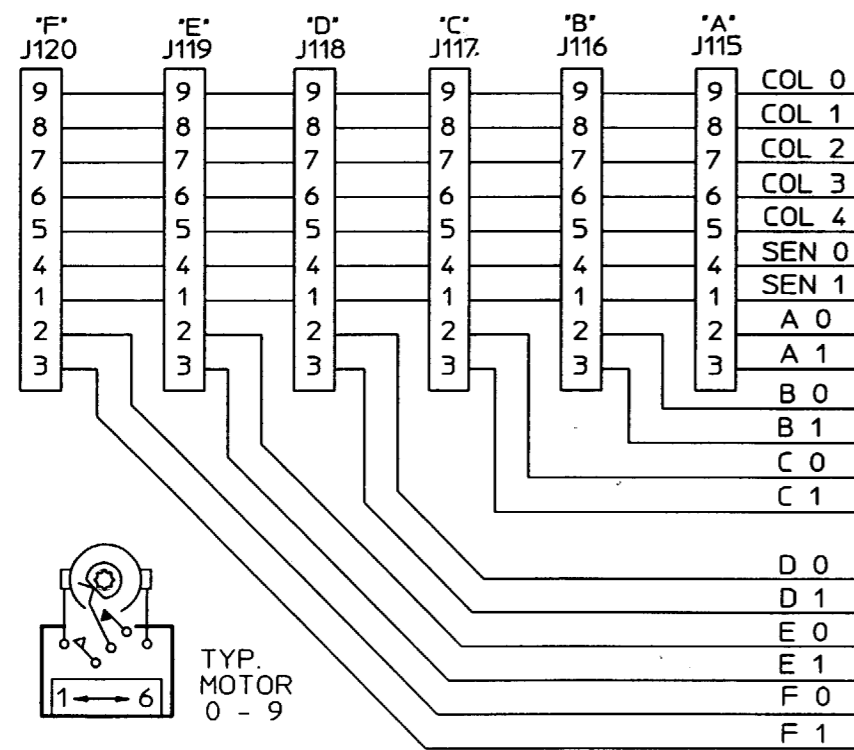 "F" "E" "D" "C" "B" "A"
J120 J119 J118 J117. J116 J115
9 9 9 9 9 9 COL 0
8 8 8 8 8 8 COL 1
7 7 7 7 7 7 COL 2
6 6 6 6 6 6 COL 3
5 5 5 5 5 5 COL 4
4 4 4 4 4 4 SEN 0
1 1 1 1 1 1 SEN 1
2 2 2 2 2 2 A 0
3 3 3 3 3 3 A 1
B 0
B 1
C 0
C 1
D 0
D 1
E 0
E 1
F 0
F 1
TYP.
MOTOR
0 - 9
1 6